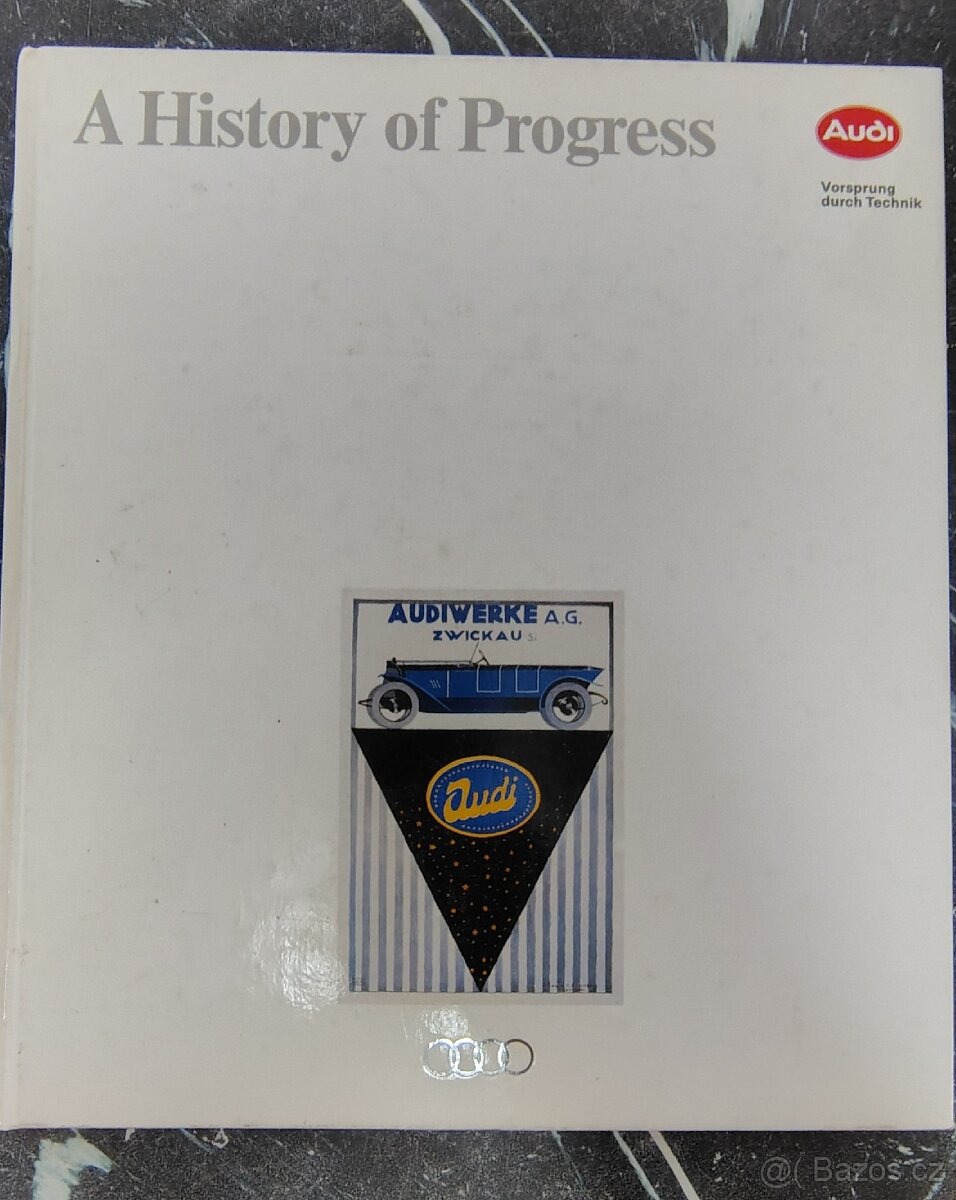 A History of Progress
Audi
Vorsprung
durch Technik
AUDIWERKE A.G.
ZWICKAU
Audi
@( Bazos.cz